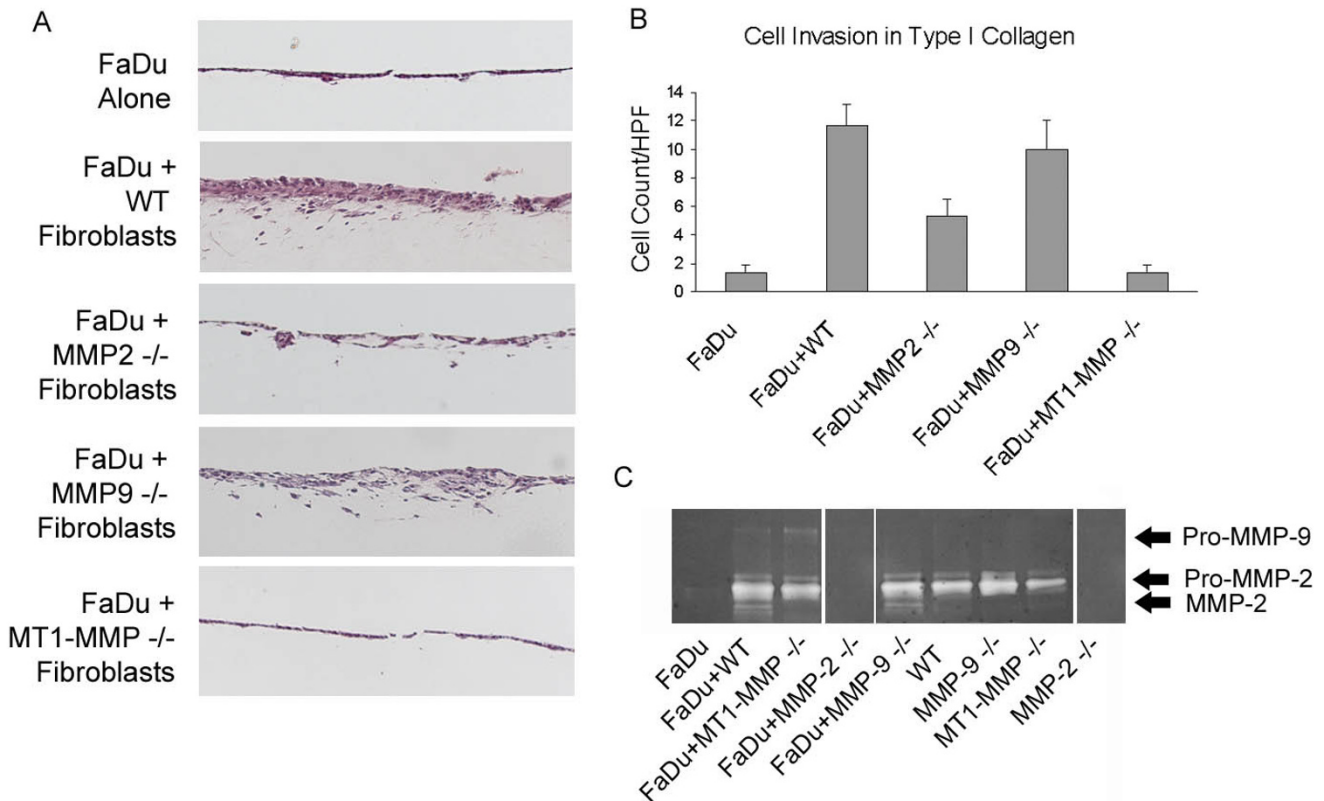 A
FaDu
Alone
FaDu +
WT
Fibroblasts
FaDu +
MMP2 -/-
Fibroblasts
FaDu +
MMP9 -/-
Fibroblasts
FaDu +
MT1-MMP -/-
Fibroblasts
B
Cell Invasion in Type I Collagen
Cell Count/HPF
14
12
10
8
6
4
2
0
FaDu
FaDu+WT
FaDu+MMP2 -/-
FaDu+MMP9 -/-
FaDu+MT1-MMP -/-
C
Pro-MMP-9
Pro-MMP-2
MMP-2
FaDu
FaDu+WT
FaDu+MT1-MMP -/-
FaDu+MMP-2 -/-
FaDu+MMP-9 -/-
WT
MMP-9 -/-
MT1-MMP -/-
MMP-2 -/-